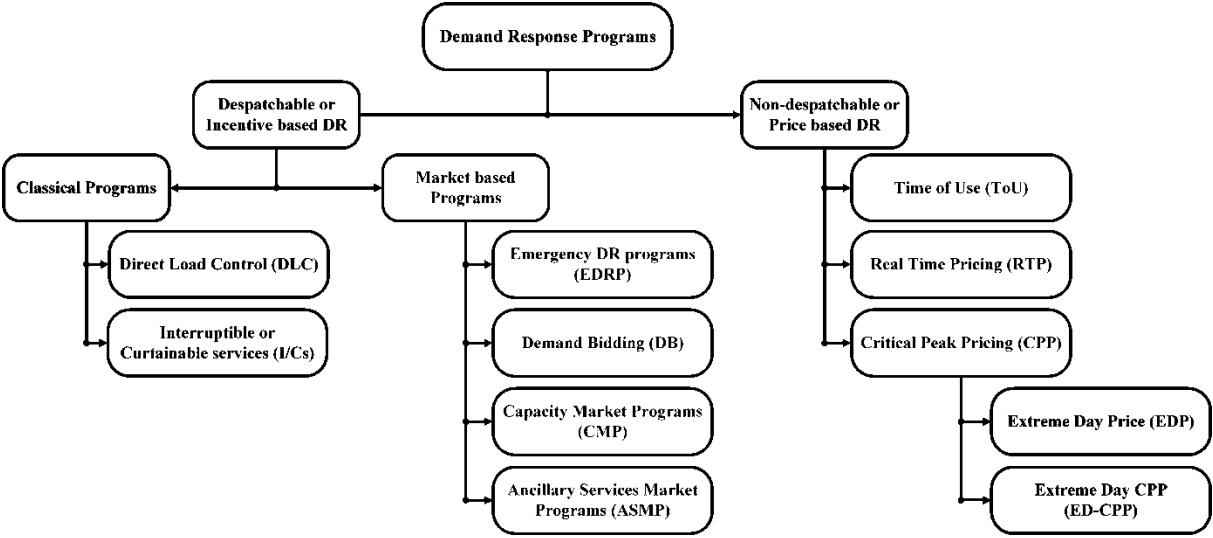 Demand Response Programs
Despatchable or
Incentive based DR
Non-despatchable or
Price based DR
Classical Programs
Market based
Programs
Time of Use (ToU)
Direct Load Control (DLC)
Emergency DR programs
(EDRP)
Real Time Pricing (RTP)
Interruptible or
Curtainable services (I/Cs)
Demand Bidding (DB)
Critical Peak Pricing (CPP)
Capacity Market Programs
(CMP)
Extreme Day Price (EDP)
Ancillary Services Market
Programs (ASMP)
Extreme Day CPP
(ED-CPP)